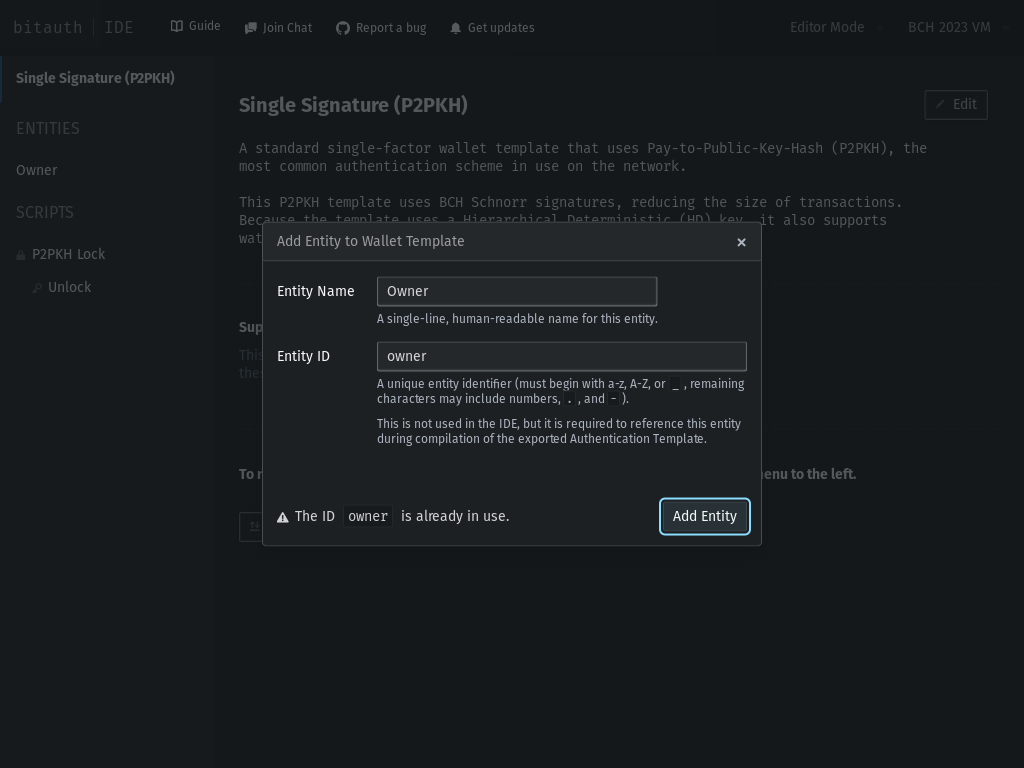 bitauth | IDE
Guide
Join Chat
Report a bug
Get updates
Editor Mode
BCH 2023 VM
Single Signature (P2PKH)
ENTITIES
Owner
SCRIPTS
P2PKH Lock
Unlock
Single Signature (P2PKH)
Edit
A standard single-factor wallet template that uses Pay-to-Public-Key-Hash (P2PKH), the
most common authentication scheme in use on the network.
This P2PKH template uses BCH Schnorr signatures, reducing the size of transactions.
Because the template uses a Hierarchical Deterministic (HD) key, it also supports
wat
Sup
This
thes
To r
enu to the left.
Add Entity to Wallet Template
×
Entity Name
Owner
A single-line, human-readable name for this entity.
Entity ID
owner
A unique entity identifier (must begin with a-z, A-Z, or _ , remaining
characters may include numbers, . , and - ).
This is not used in the IDE, but it is required to reference this entity
during compilation of the exported Authentication Template.
The ID owner is already in use.
Add Entity